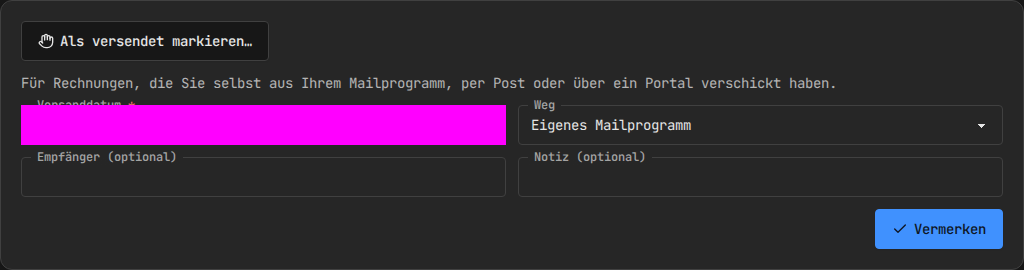 Als versendet markieren…
Für Rechnungen, die Sie selbst aus Ihrem Mailprogramm, per Post oder über ein Portal verschickt haben.
Versanddatum *
Weg
Eigenes Mailprogramm
Empfänger (optional)
Notiz (optional)
Vermerken